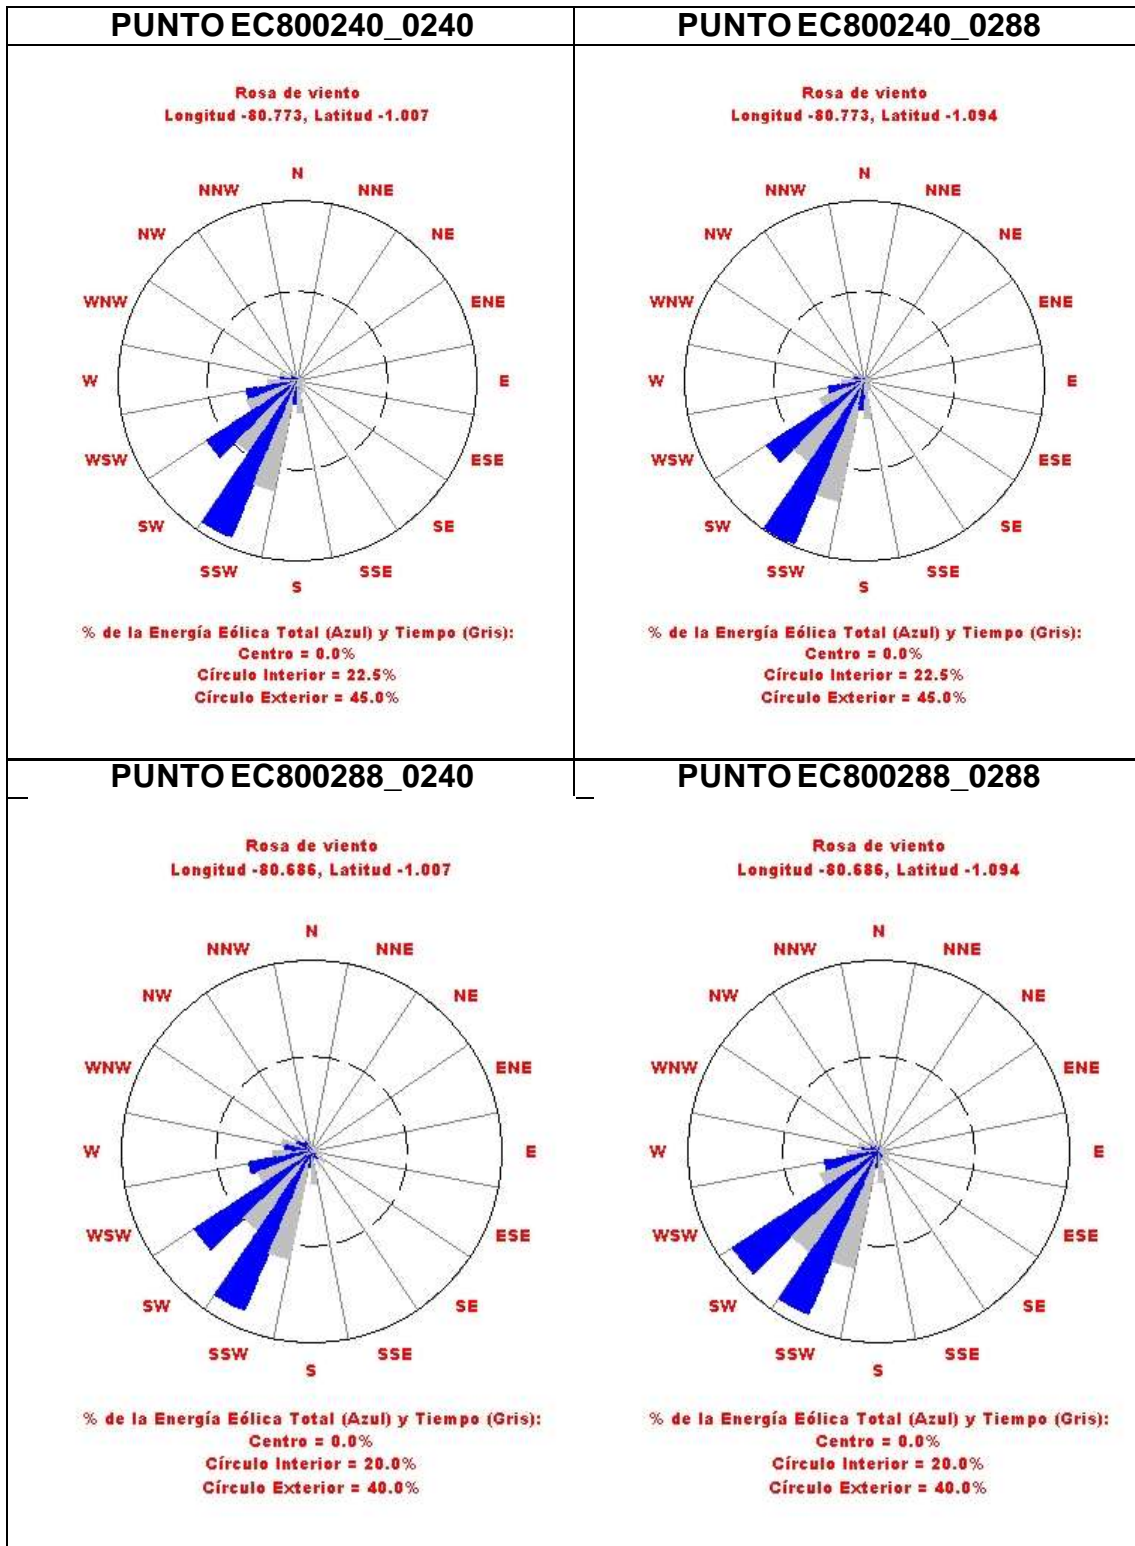 PUNTO EC800240_0240
Rosa de viento
Longitud -80.773, Latitud -1.007
N
NNW
NNE
NW
NE
WNW
ENE
W
E
WSW
ESE
SW
SE
SSW
SSE
S
% de la Energía Eólica Total (Azul) y Tiempo (Gris):
Centro = 0.0%
Círculo Interior = 22.5%
Círculo Exterior = 45.0%
PUNTO EC800240_0288
Rosa de viento
Longitud -80.773, Latitud -1.094
N
NNW
NNE
NW
NE
WNW
ENE
W
E
WSW
ESE
SW
SE
SSW
SSE
S
% de la Energía Eólica Total (Azul) y Tiempo (Gris):
Centro = 0.0%
Círculo Interior = 22.5%
Círculo Exterior = 45.0%
PUNTO EC800288_0240
Rosa de viento
Longitud -80.686, Latitud -1.007
N
NNW
NNE
NW
NE
WNW
ENE
W
E
WSW
ESE
SW
SE
SSW
SSE
S
% de la Energía Eólica Total (Azul) y Tiempo (Gris):
Centro = 0.0%
Círculo Interior = 20.0%
Círculo Exterior = 40.0%
PUNTO EC800288_0288
Rosa de viento
Longitud -80.686, Latitud -1.094
N
NNW
NNE
NW
NE
WNW
ENE
W
E
WSW
ESE
SW
SE
SSW
SSE
S
% de la Energía Eólica Total (Azul) y Tiempo (Gris):
Centro = 0.0%
Círculo Interior = 20.0%
Círculo Exterior = 40.0%